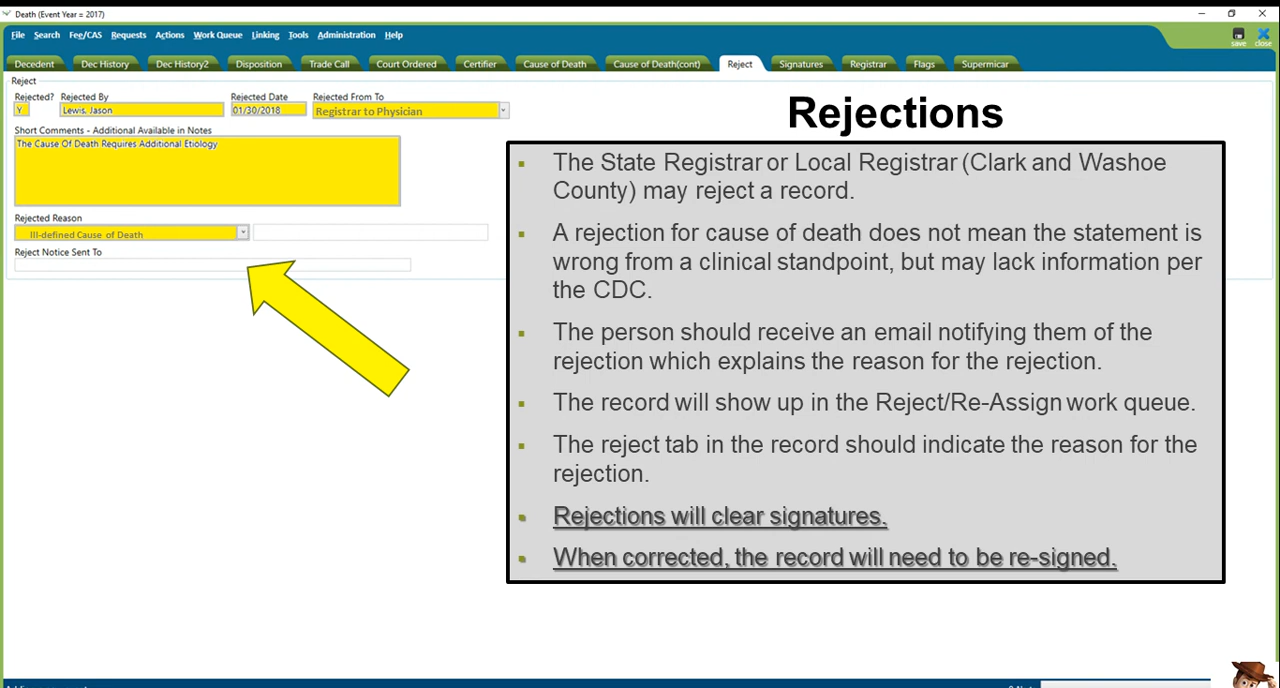 Death (Event Year = 2017)
File Search Fee/CAS Requests Actions Work Queue Linking Tools Administration Help
save close
Decedent Dec History Dec History2 Disposition Trade Call Court Ordered Certifier Cause of Death Cause of Death(cont) Reject Signatures Registrar Flags Supermicar
Reject
Rejected? Rejected By Rejected Date Rejected From To
Y Lewis, Jason 01/30/2018 Registrar to Physician
Short Comments - Additional Available in Notes
The Cause Of Death Requires Additional Etiology
Rejected Reason
Ill-defined Cause of Death
Reject Notice Sent To
Rejections
▪ The State Registrar or Local Registrar (Clark and Washoe
County) may reject a record.
▪ A rejection for cause of death does not mean the statement is
wrong from a clinical standpoint, but may lack information per
the CDC.
▪ The person should receive an email notifying them of the
rejection which explains the reason for the rejection.
▪ The record will show up in the Reject/Re-Assign work queue.
▪ The reject tab in the record should indicate the reason for the
rejection.
▪ Rejections will clear signatures.
▪ When corrected, the record will need to be re-signed.